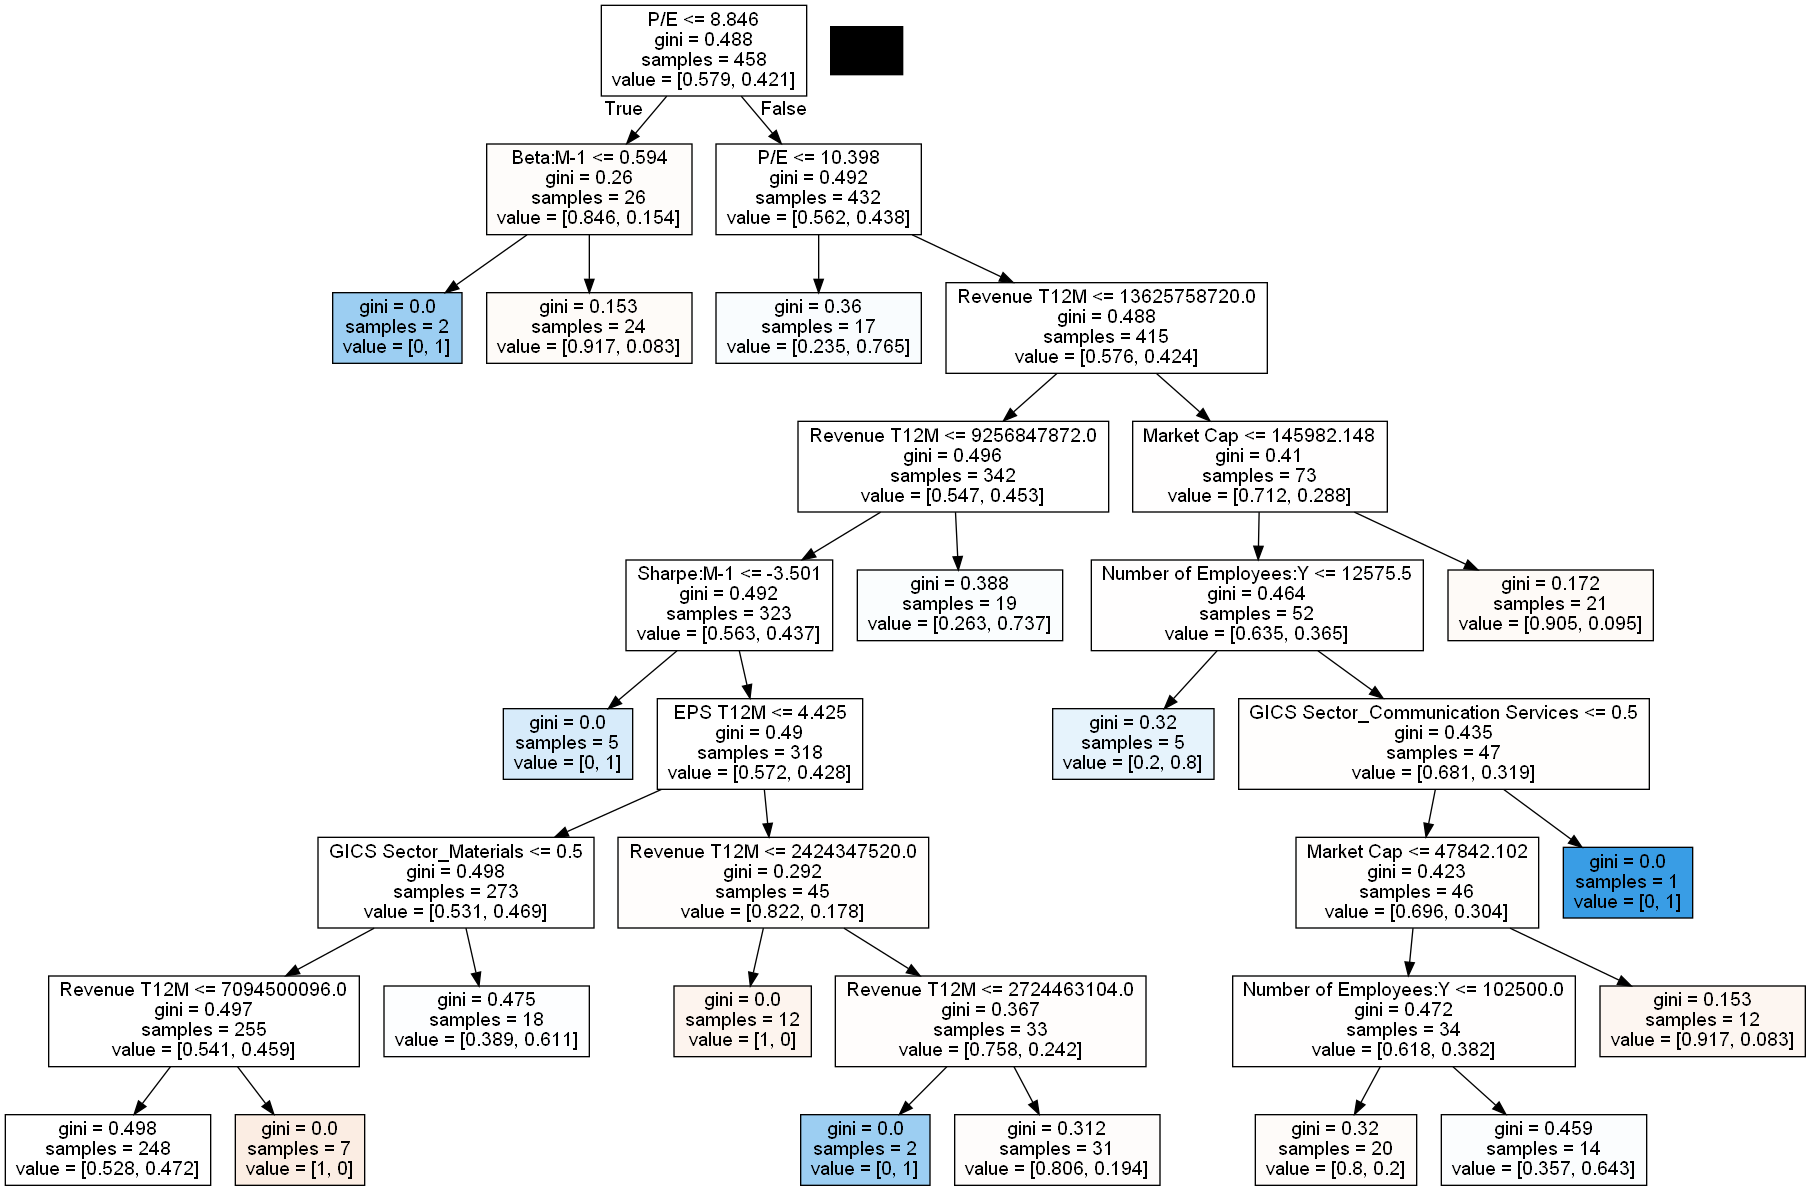 P/E <= 8.846
gini = 0.488
samples = 458
value = [0.579, 0.421]
True
False
Beta:M-1 <= 0.594
gini = 0.26
samples = 26
value = [0.846, 0.154]
P/E <= 10.398
gini = 0.492
samples = 432
value = [0.562, 0.438]
gini = 0.0
samples = 2
value = [0, 1]
gini = 0.153
samples = 24
value = [0.917, 0.083]
gini = 0.36
samples = 17
value = [0.235, 0.765]
Revenue T12M <= 13625758720.0
gini = 0.488
samples = 415
value = [0.576, 0.424]
Revenue T12M <= 9256847872.0
gini = 0.496
samples = 342
value = [0.547, 0.453]
Market Cap <= 145982.148
gini = 0.41
samples = 73
value = [0.712, 0.288]
Sharpe:M-1 <= -3.501
gini = 0.492
samples = 323
value = [0.563, 0.437]
gini = 0.388
samples = 19
value = [0.263, 0.737]
Number of Employees:Y <= 12575.5
gini = 0.464
samples = 52
value = [0.635, 0.365]
gini = 0.172
samples = 21
value = [0.905, 0.095]
gini = 0.0
samples = 5
value = [0, 1]
EPS T12M <= 4.425
gini = 0.49
samples = 318
value = [0.572, 0.428]
gini = 0.32
samples = 5
value = [0.2, 0.8]
GICS Sector_Communication Services <= 0.5
gini = 0.435
samples = 47
value = [0.681, 0.319]
GICS Sector_Materials <= 0.5
gini = 0.498
samples = 273
value = [0.531, 0.469]
Revenue T12M <= 2424347520.0
gini = 0.292
samples = 45
value = [0.822, 0.178]
Market Cap <= 47842.102
gini = 0.423
samples = 46
value = [0.696, 0.304]
gini = 0.0
samples = 1
value = [0, 1]
Revenue T12M <= 7094500096.0
gini = 0.497
samples = 255
value = [0.541, 0.459]
gini = 0.475
samples = 18
value = [0.389, 0.611]
gini = 0.0
samples = 12
value = [1, 0]
Revenue T12M <= 2724463104.0
gini = 0.367
samples = 33
value = [0.758, 0.242]
Number of Employees:Y <= 102500.0
gini = 0.472
samples = 34
value = [0.618, 0.382]
gini = 0.153
samples = 12
value = [0.917, 0.083]
gini = 0.498
samples = 248
value = [0.528, 0.472]
gini = 0.0
samples = 7
value = [1, 0]
gini = 0.0
samples = 2
value = [0, 1]
gini = 0.312
samples = 31
value = [0.806, 0.194]
gini = 0.32
samples = 20
value = [0.8, 0.2]
gini = 0.459
samples = 14
value = [0.357, 0.643]